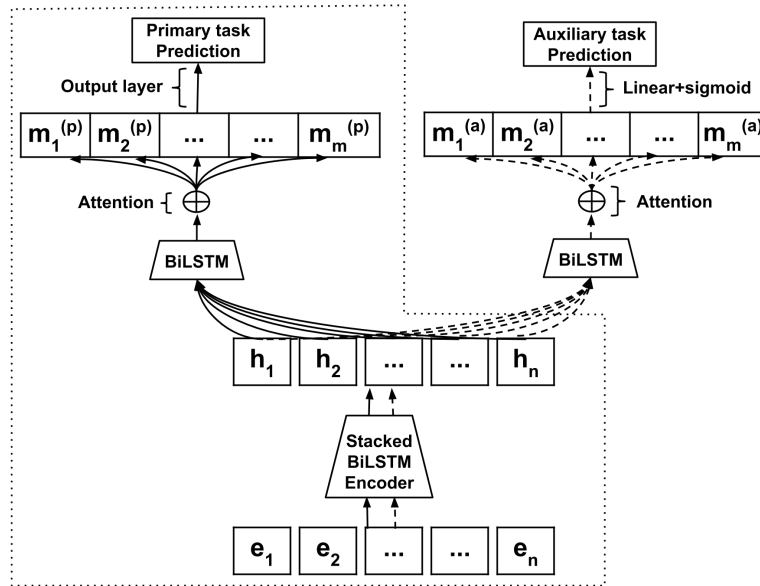 Primary task
Prediction
Auxiliary task
Prediction
Output layer
Linear+sigmoid
m1(p) m2(p) ... ... mm(p)
m1(a) m2(a) ... ... mm(a)
Attention
Attention
BiLSTM
BiLSTM
h1 h2 ... ... hn
Stacked
BiLSTM
Encoder
e1 e2 ... ... en